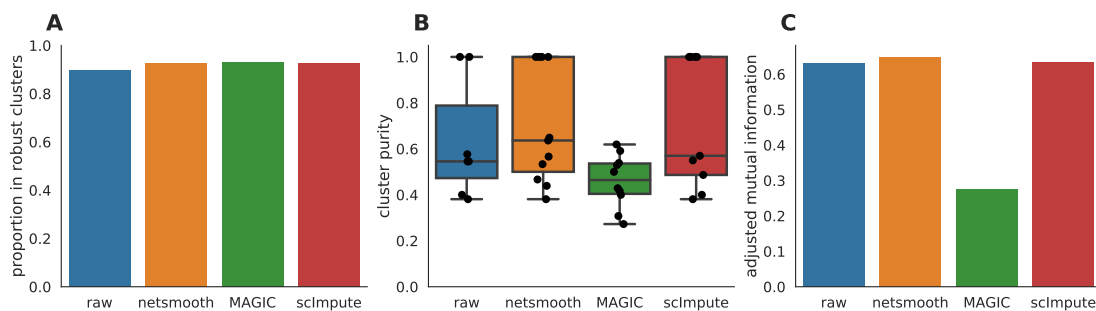 A
proportion in robust clusters
1.0
0.8
0.6
0.4
0.2
0.0
raw netsmooth MAGIC scImpute
B
cluster purity
1.0
0.8
0.6
0.4
0.2
0.0
raw netsmooth MAGIC scImpute
C
adjusted mutual information
0.6
0.5
0.4
0.3
0.2
0.1
0.0
raw netsmooth MAGIC scImpute